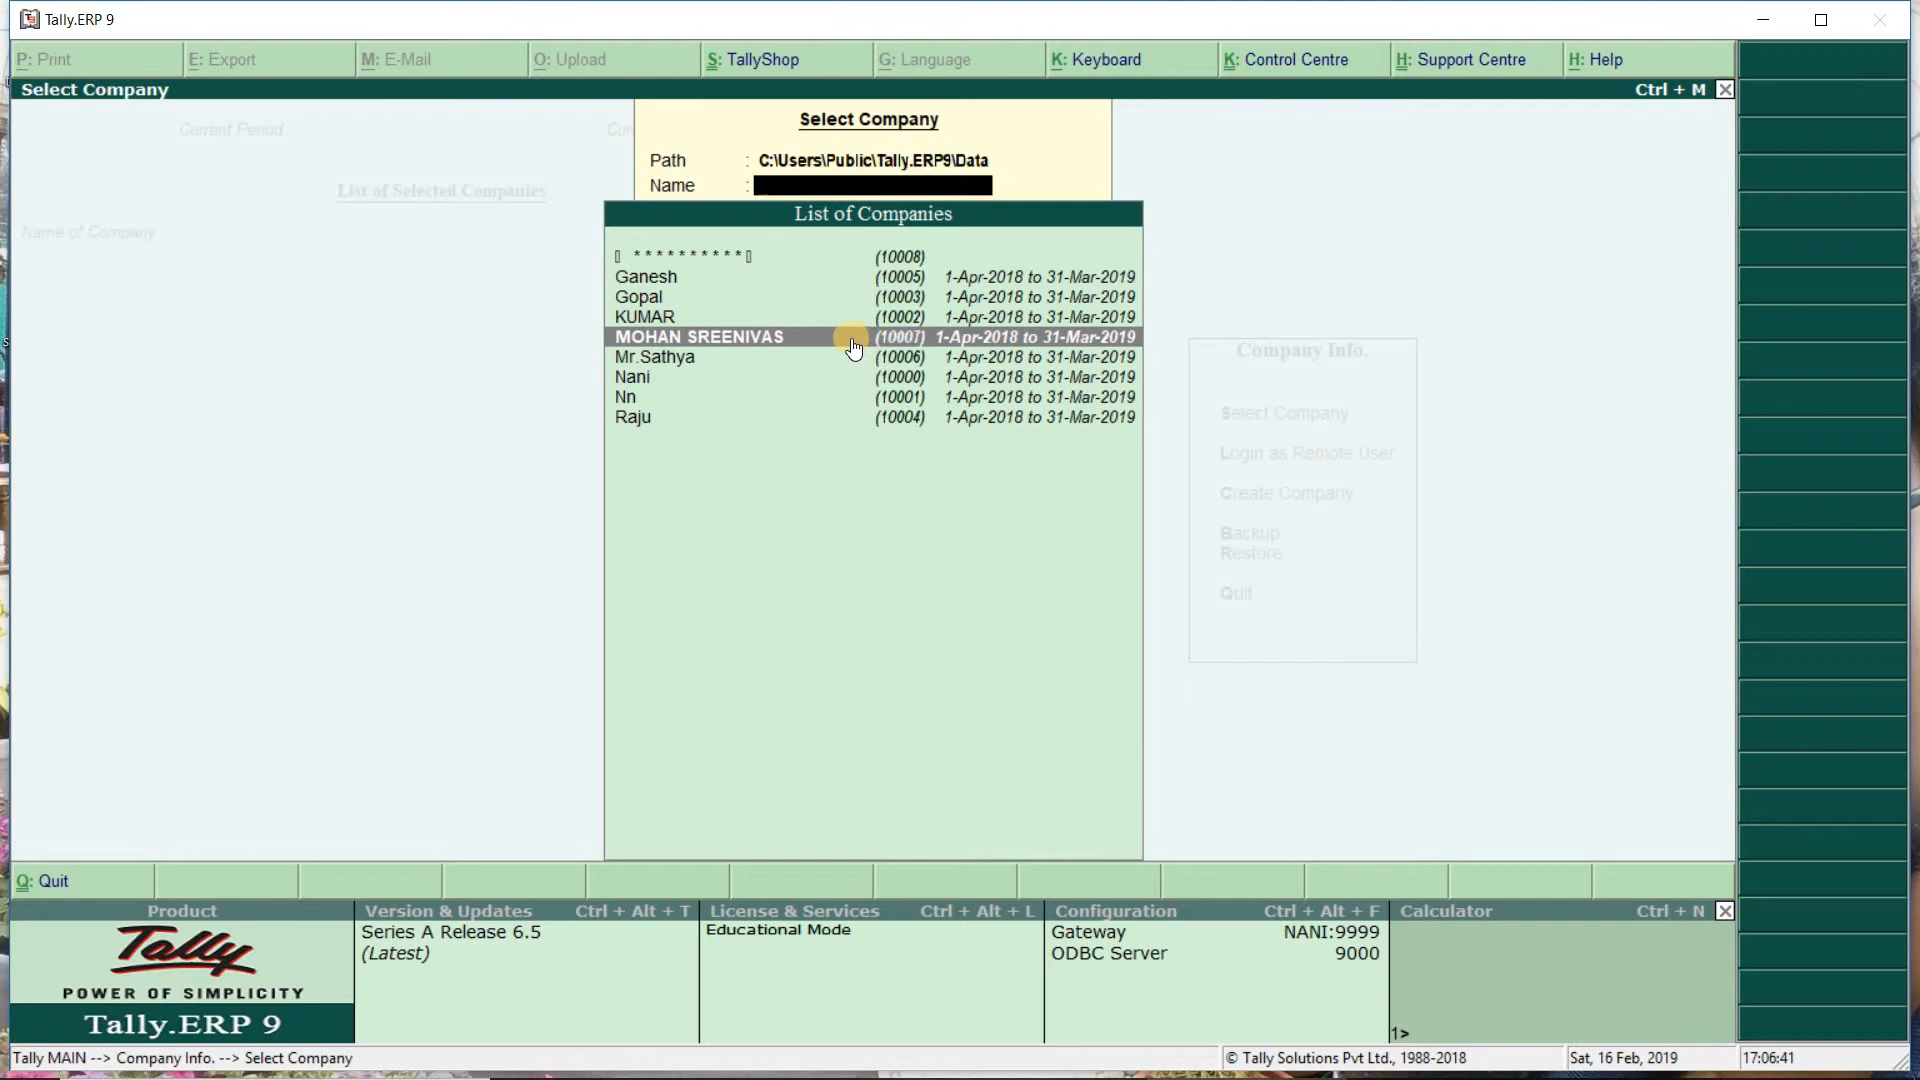 Tally.ERP 9
P: Print E: Export M: E-Mail O: Upload S: TallyShop G: Language K: Keyboard K: Control Centre H: Support Centre H: Help
Select Company Ctrl + M
Current Period
List of Selected Companies
Name of Company
Select Company
Path : C:\Users\Public\Tally.ERP9\Data
Name :
List of Companies
**********  (10008)
Ganesh (10005) 1-Apr-2018 to 31-Mar-2019
Gopal (10003) 1-Apr-2018 to 31-Mar-2019
KUMAR (10002) 1-Apr-2018 to 31-Mar-2019
MOHAN SREENIVAS (10007) 1-Apr-2018 to 31-Mar-2019
Mr.Sathya (10006) 1-Apr-2018 to 31-Mar-2019
Nani (10000) 1-Apr-2018 to 31-Mar-2019
Nn (10001) 1-Apr-2018 to 31-Mar-2019
Raju (10004) 1-Apr-2018 to 31-Mar-2019
Company Info.
Select Company
Login as Remote User
Create Company
Backup
Restore
Quit
Q: Quit
Product
Tally
POWER OF SIMPLICITY
Tally.ERP 9
Version & Updates Ctrl + Alt + T
Series A Release 6.5
(Latest)
License & Services Ctrl + Alt + L
Educational Mode
Configuration Ctrl + Alt + F
Gateway NANI:9999
ODBC Server 9000
Calculator Ctrl + N
1>
Tally MAIN --> Company Info. --> Select Company
© Tally Solutions Pvt Ltd., 1988-2018
Sat, 16 Feb, 2019
17:06:41